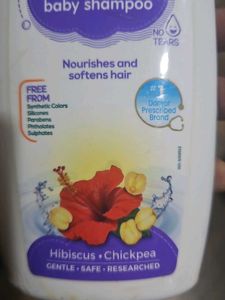 baby shampoo
NO
TEARS
Nourishes and
softens hair
FREE
FROM
Synthetic Colors
Silicones
Parabens
Phthalates
Sulphates
#1
Doctor
Prescribed
Brand
Hibiscus • Chickpea
GENTLE • SAFE • RESEARCHED